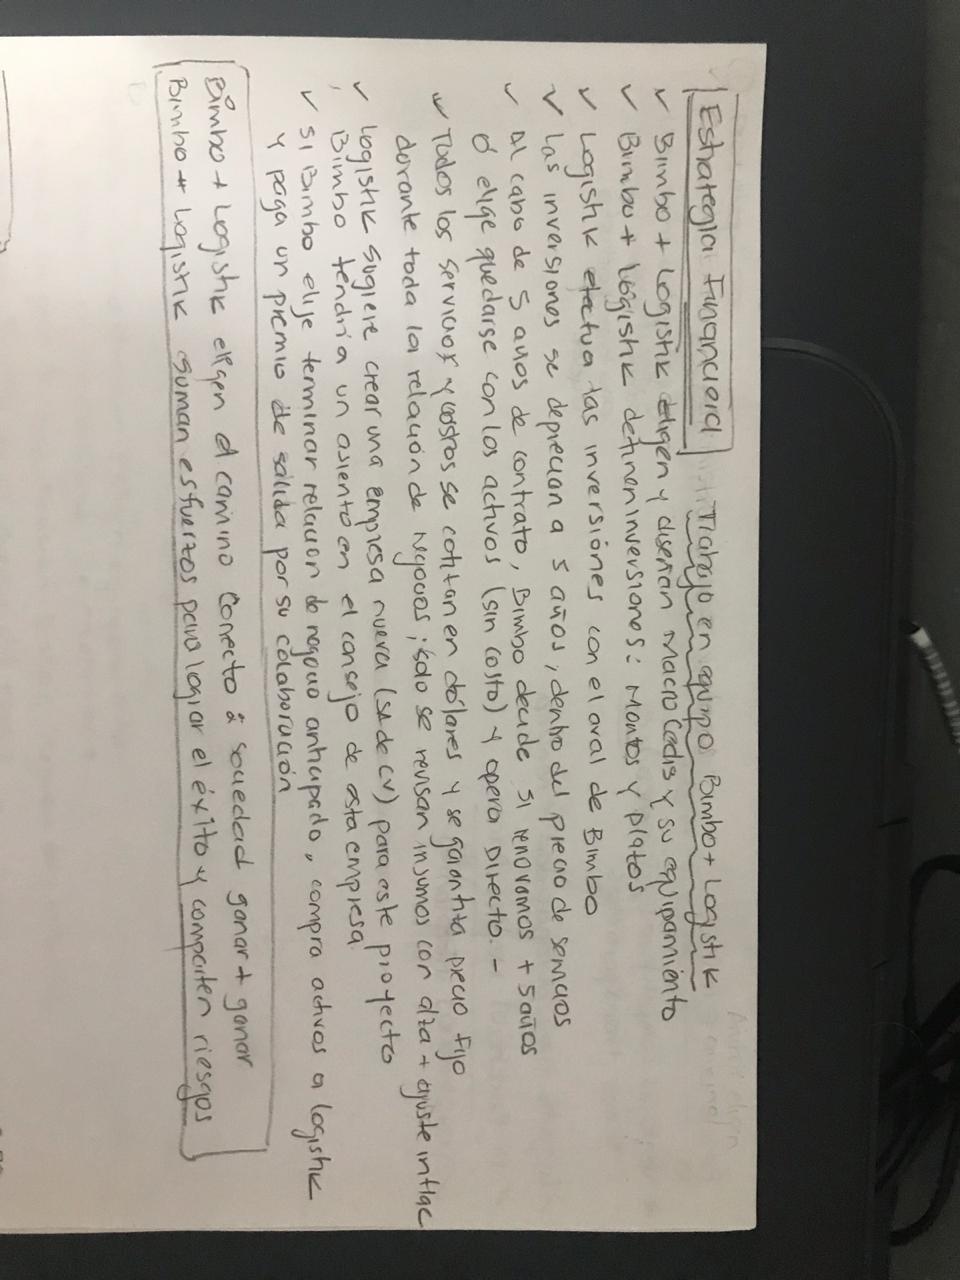 Estrategia Financiera Trabajo en equipo Bimbo + Logistik
✓ Bimbo + Logistik eligen y diseñan Macro Cedis y su equipamiento
✓ Bimbo + Logistik definen inversiones: Montos y plazos
✓ Logistik efectua las inversiónes con el aval de Bimbo
✓ Las inversiones se deprecian a 5 años, dentro del precio de servicios
✓ Al cabo de 5 años de contrato, Bimbo decide si renovamos + 5 años
ó elige quedarse con los activos (sin costo) y opera Directo. -
✓ Todos los servicios y costos se cotizan en dólares y se garantiza precio fijo
durante toda la relación de negocios; solo se revisan insumos con alza + ajuste inflac
✓ Logistik sugiere crear una empresa nueva (SA de CV) para este proyecto
Bimbo tendría un asiento en el consejo de esta empresa.
✓ Si Bimbo elije terminar relacion de negocio anticipado, compra activos a Logistik
y paga un premio de salida por su colaboración
Bimbo + Logistik eligen el camino correcto a sociedad ganar + ganar
Bimbo + Logistik suman esfuerzos para lograr el éxito y comparten riesgos